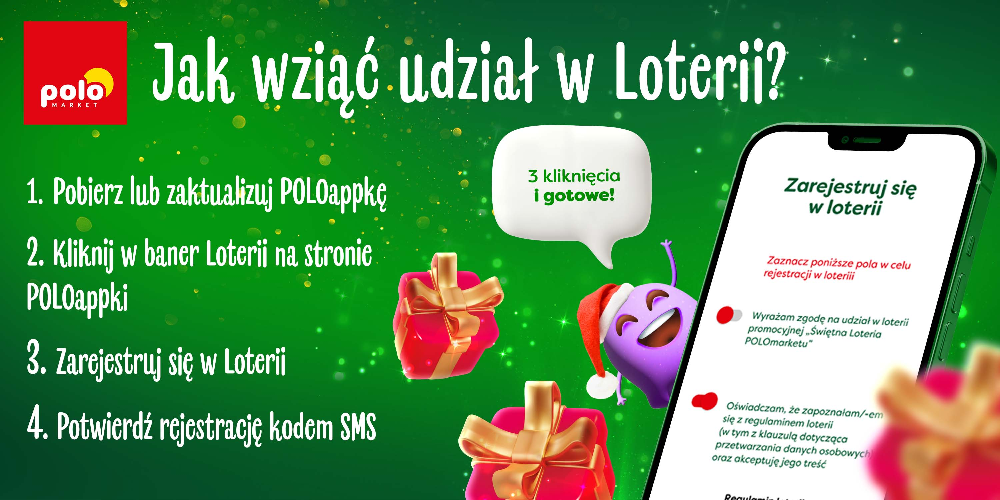 polo
MARKET
Jak wziąć udział w Loterii?
1. Pobierz lub zaktualizuj POLOappkę
2. Kliknij w baner Loterii na stronie
POLOappki
3. Zarejestruj się w Loterii
4. Potwierdź rejestrację kodem SMS
3 kliknięcia
i gotowe!
Zarejestruj się
w loterii
Zaznacz poniższe pola w celu
rejestracji w loteriii
Wyrażam zgodę na udział w loterii
promocyjnej „Świętna Loteria
POLOmarketu”
Oświadczam, że zapoznałam/-em
się z regulaminem loterii
(w tym z klauzulą dotycząca
przetwarzania danych osobowych)
oraz akceptuję jego treść
Regulamin